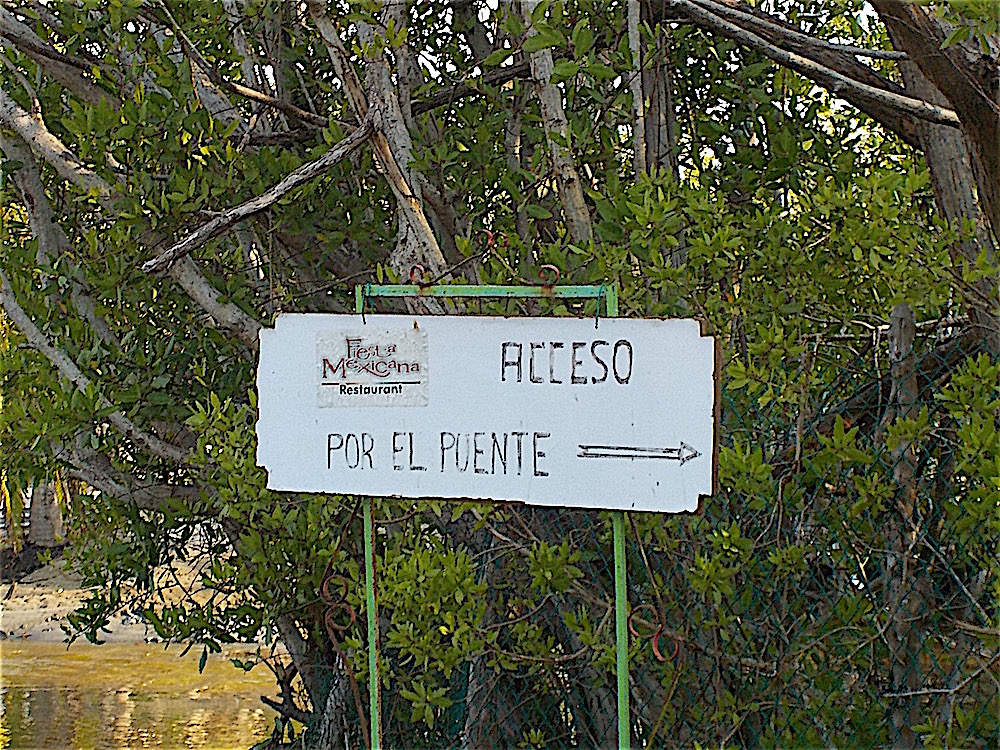 Fiesta
Mexicana
Restaurant
ACCESO
POR EL PUENTE